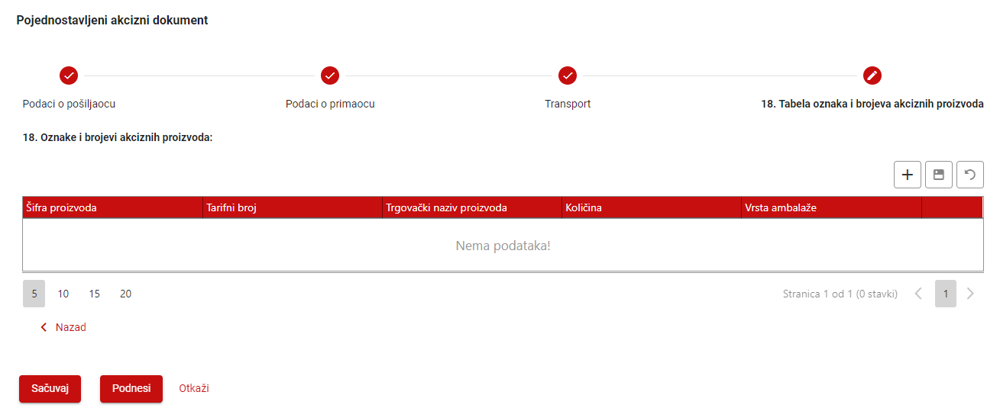 Pojednostavljeni akcizni dokument
Podaci o pošiljaocu
Podaci o primaocu
Transport
18. Tabela oznaka i brojeva akciznih proizvoda
18. Oznake i brojevi akciznih proizvoda:
Šifra proizvoda
Tarifni broj
Trgovački naziv proizvoda
Količina
Vrsta ambalaže
Nema podataka!
5 10 15 20
Stranica 1 od 1 (0 stavki) 1
Nazad
Sačuvaj Podnesi Otkaži